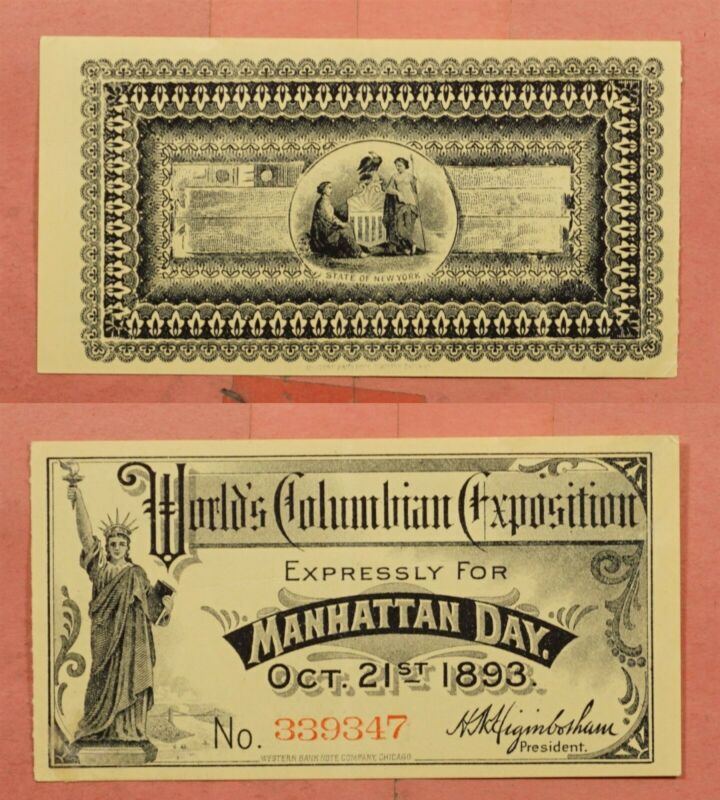 STATE OF NEW YORK
World's Columbian Exposition
EXPRESSLY FOR
MANHATTAN DAY.
OCT. 21ST 1893.
No. 339347
H.N. Higinbotham
President.
WESTERN BANK NOTE COMPANY, CHICAGO